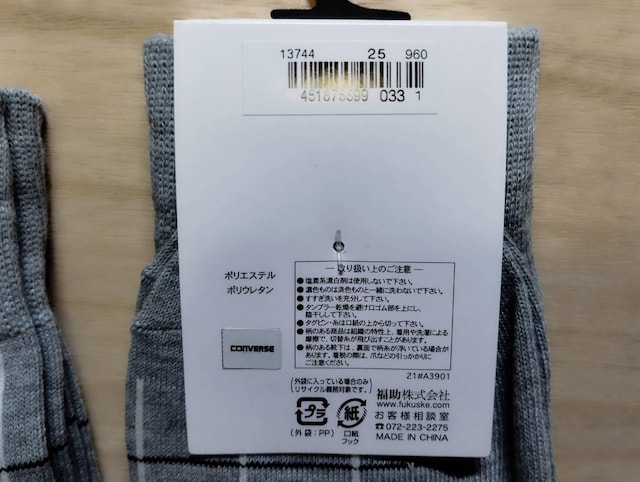 13744 25 960
033 1
ポリエステル
ポリウレタン
CONVERSE
取り扱い上のご注意
●塩素系漂白剤は使用しないで下さい。
●濃色ものは淡色ものと一緒に洗わないで下さい。
●すすぎ洗いを充分して下さい。
●タンブラー乾燥を避け口ゴム部を上にし、
陰干しして下さい。
●タグピン・糸は口紙の上から切って下さい。
●柄のある商品は組織の特性上、着用や洗濯による
摩擦で、切替糸が飛び出すことがあります。
●柄のある靴下は、裏面で柄糸が浮いている場合が
あります。着脱の際は、爪などの引っかかりに
ご注意ください。
21#A3901
(外袋に入っている場合のみ
リサイクル義務対象です。)
プラ
(外袋:PP)
紙
口紙
フック
福助株式会社
www.fukuske.com
お客様相談室
☎072-223-2275
MADE IN CHINA